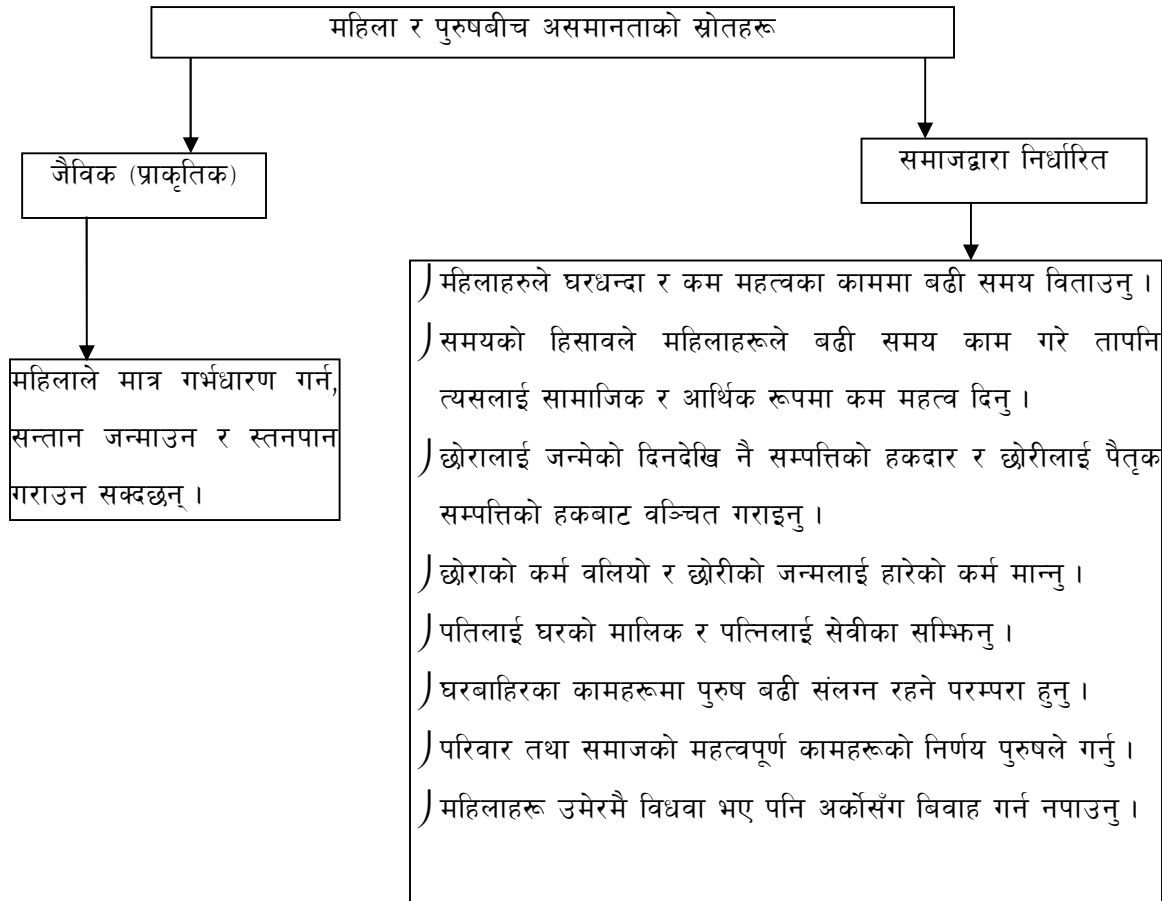 महिला र पुरुषबीच असमानताको स्रोतहरू
जैविक (प्राकृतिक)
समाजद्वारा निर्धारित
महिलाले मात्र गर्भधारण गर्न,
सन्तान जन्माउन र स्तनपान
गराउन सक्दछन् ।
महिलाहरुले घरधन्दा र कम महत्वका काममा बढी समय विताउनु ।
समयको हिसावले महिलाहरूले बढी समय काम गरे तापनि
त्यसलाई सामाजिक र आर्थिक रूपमा कम महत्व दिनु ।
छोरालाई जन्मेको दिनदेखि नै सम्पत्तिको हकदार र छोरीलाई पैतृक
सम्पत्तिको हकबाट वञ्चित गराइनु ।
छोराको कर्म वलियो र छोरीको जन्मलाई हारेको कर्म मान्नु ।
पतिलाई घरको मालिक र पत्निलाई सेवीका सम्झिनु ।
घरबाहिरका कामहरूमा पुरुष बढी संलग्न रहने परम्परा हुनु ।
परिवार तथा समाजको महत्वपूर्ण कामहरूको निर्णय पुरुषले गर्नु ।
महिलाहरू उमेरमै विधवा भए पनि अर्कोसँग बिवाह गर्न नपाउनु ।